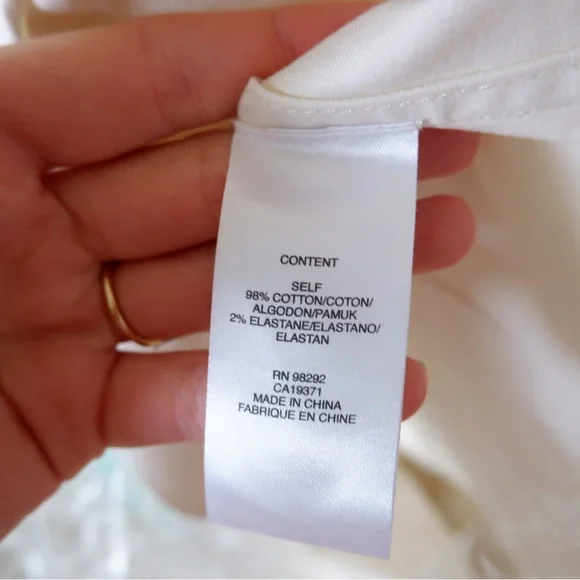 CONTENT
SELF
98% COTTON/COTON/
ALGODON/PAMUK
2% ELASTANE/ELASTANO/
ELASTAN
RN 98292
CA19371
MADE IN CHINA
FABRIQUE EN CHINE